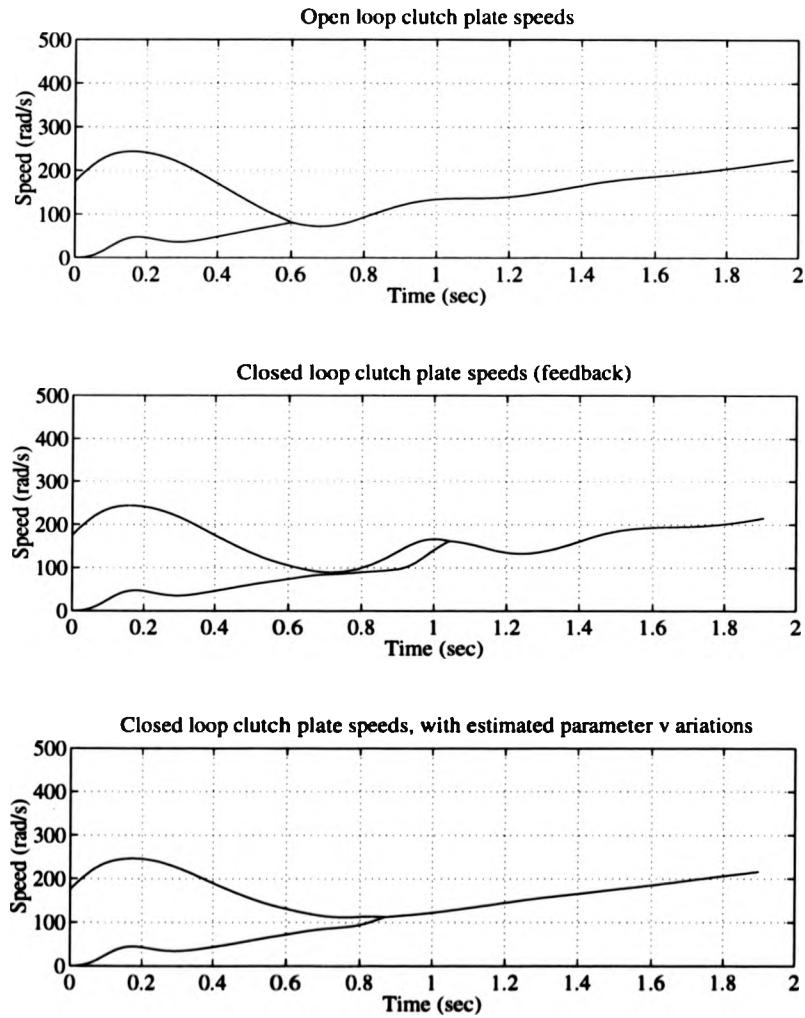 Open loop clutch plate speeds
500
400
300
200
100
0
Speed (rad/s)
0 0.2 0.4 0.6 0.8 1 1.2 1.4 1.6 1.8 2
Time (sec)
Closed loop clutch plate speeds (feedback)
500
400
300
200
100
0
Speed (rad/s)
0 0.2 0.4 0.6 0.8 1 1.2 1.4 1.6 1.8 2
Time (sec)
Closed loop clutch plate speeds, with estimated parameter v ariations
500
400
300
200
100
0
Speed (rad/s)
0 0.2 0.4 0.6 0.8 1 1.2 1.4 1.6 1.8 2
Time (sec)